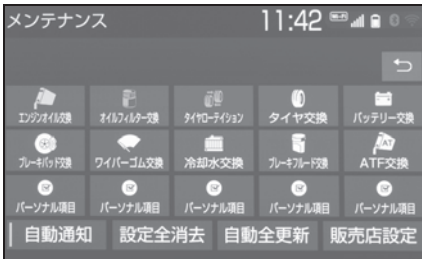 メンテナンス 11:42 Wi-Fi
エンジンオイル交換 オイルフィルター交換 タイヤローテイション タイヤ交換 バッテリー交換
ブレーキパッド交換 ワイパーゴム交換 冷却水交換 ブレーキフルード交換 ATF交換
パーソナル項目 パーソナル項目 パーソナル項目 パーソナル項目 パーソナル項目
自動通知 設定全消去 自動全更新 販売店設定